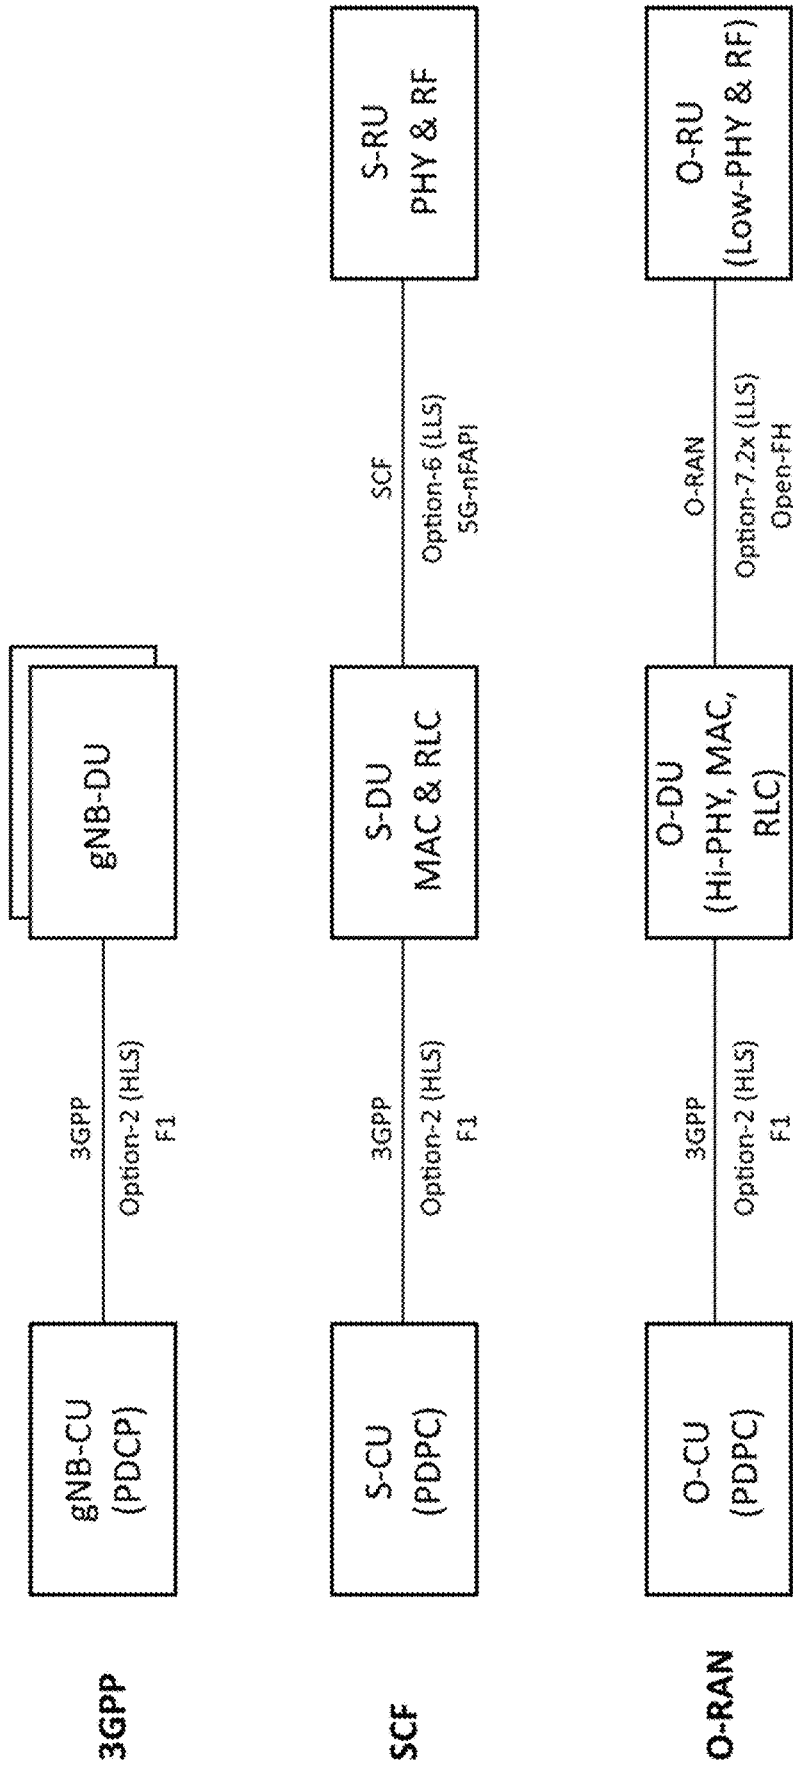 3GPP
gNB-CU
(PDCP)
3GPP
Option-2 (HLS)
F1
gNB-DU
SCF
S-CU
(PDPC)
3GPP
Option-2 (HLS)
F1
S-DU
MAC & RLC
SCF
Option-6 (LLS)
5G-nFAPI
S-RU
PHY & RF
O-RAN
O-CU
(PDPC)
3GPP
Option-2 (HLS)
F1
O-DU
(Hi-PHY, MAC,
RLC)
O-RAN
Option-7.2x (LLS)
Open-FH
O-RU
(Low-PHY & RF)